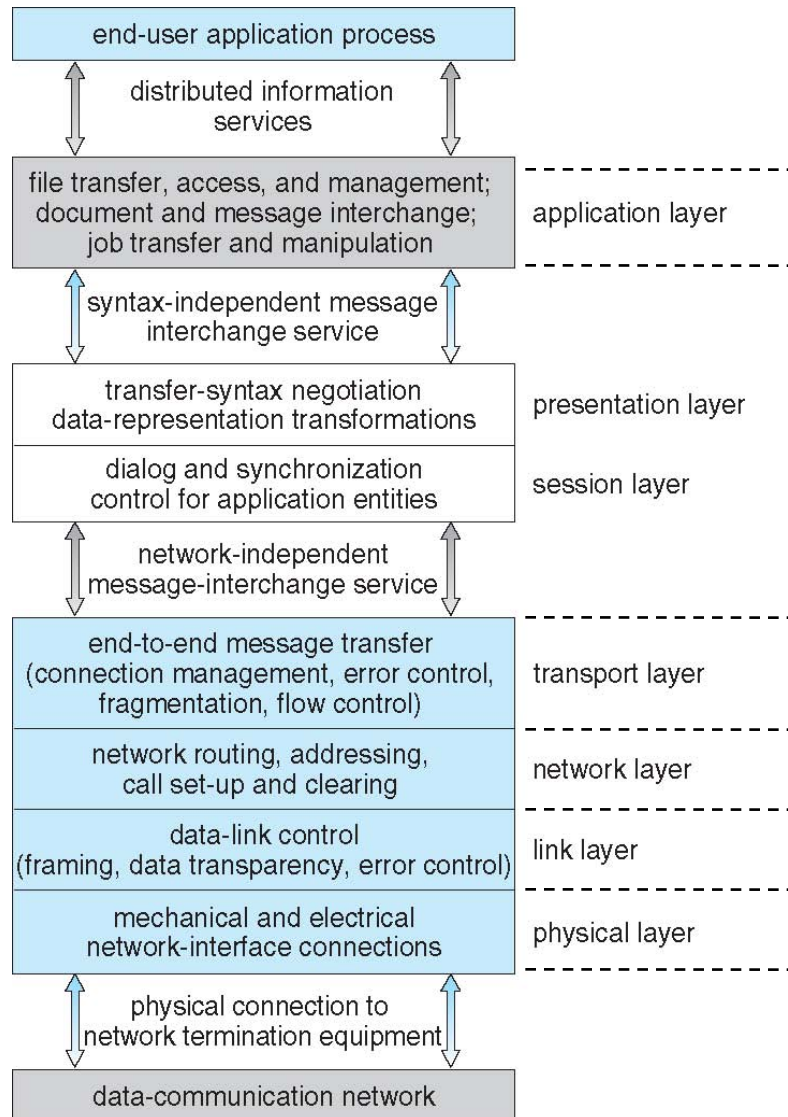 end-user application process
distributed information
services
file transfer, access, and management;
document and message interchange;
job transfer and manipulation
application layer
syntax-independent message
interchange service
transfer-syntax negotiation
data-representation transformations
presentation layer
dialog and synchronization
control for application entities
session layer
network-independent
message-interchange service
end-to-end message transfer
(connection management, error control,
fragmentation, flow control)
transport layer
network routing, addressing,
call set-up and clearing
network layer
data-link control
(framing, data transparency, error control)
link layer
mechanical and electrical
network-interface connections
physical layer
physical connection to
network termination equipment
data-communication network